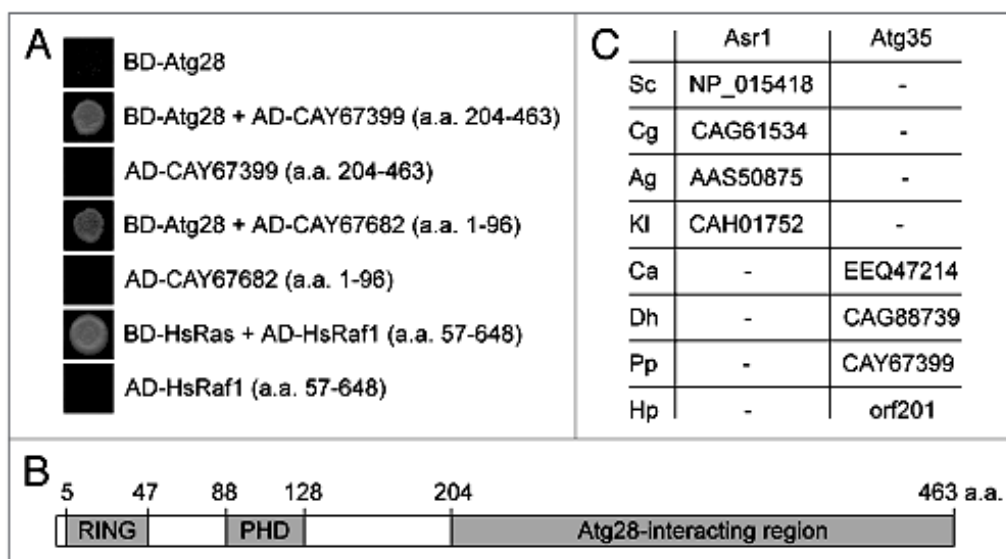 A
BD-Atg28
BD-Atg28 + AD-CAY67399 (a.a. 204-463)
AD-CAY67399 (a.a. 204-463)
BD-Atg28 + AD-CAY67682 (a.a. 1-96)
AD-CAY67682 (a.a. 1-96)
BD-HsRas + AD-HsRaf1 (a.a. 57-648)
AD-HsRaf1 (a.a. 57-648)
C
Asr1 Atg35
Sc NP_015418 -
Cg CAG61534 -
Ag AAS50875 -
Kl CAH01752 -
Ca - EEQ47214
Dh - CAG88739
Pp - CAY67399
Hp - orf201
B
5 47 88 128 204 463 a.a.
RING PHD Atg28-interacting region